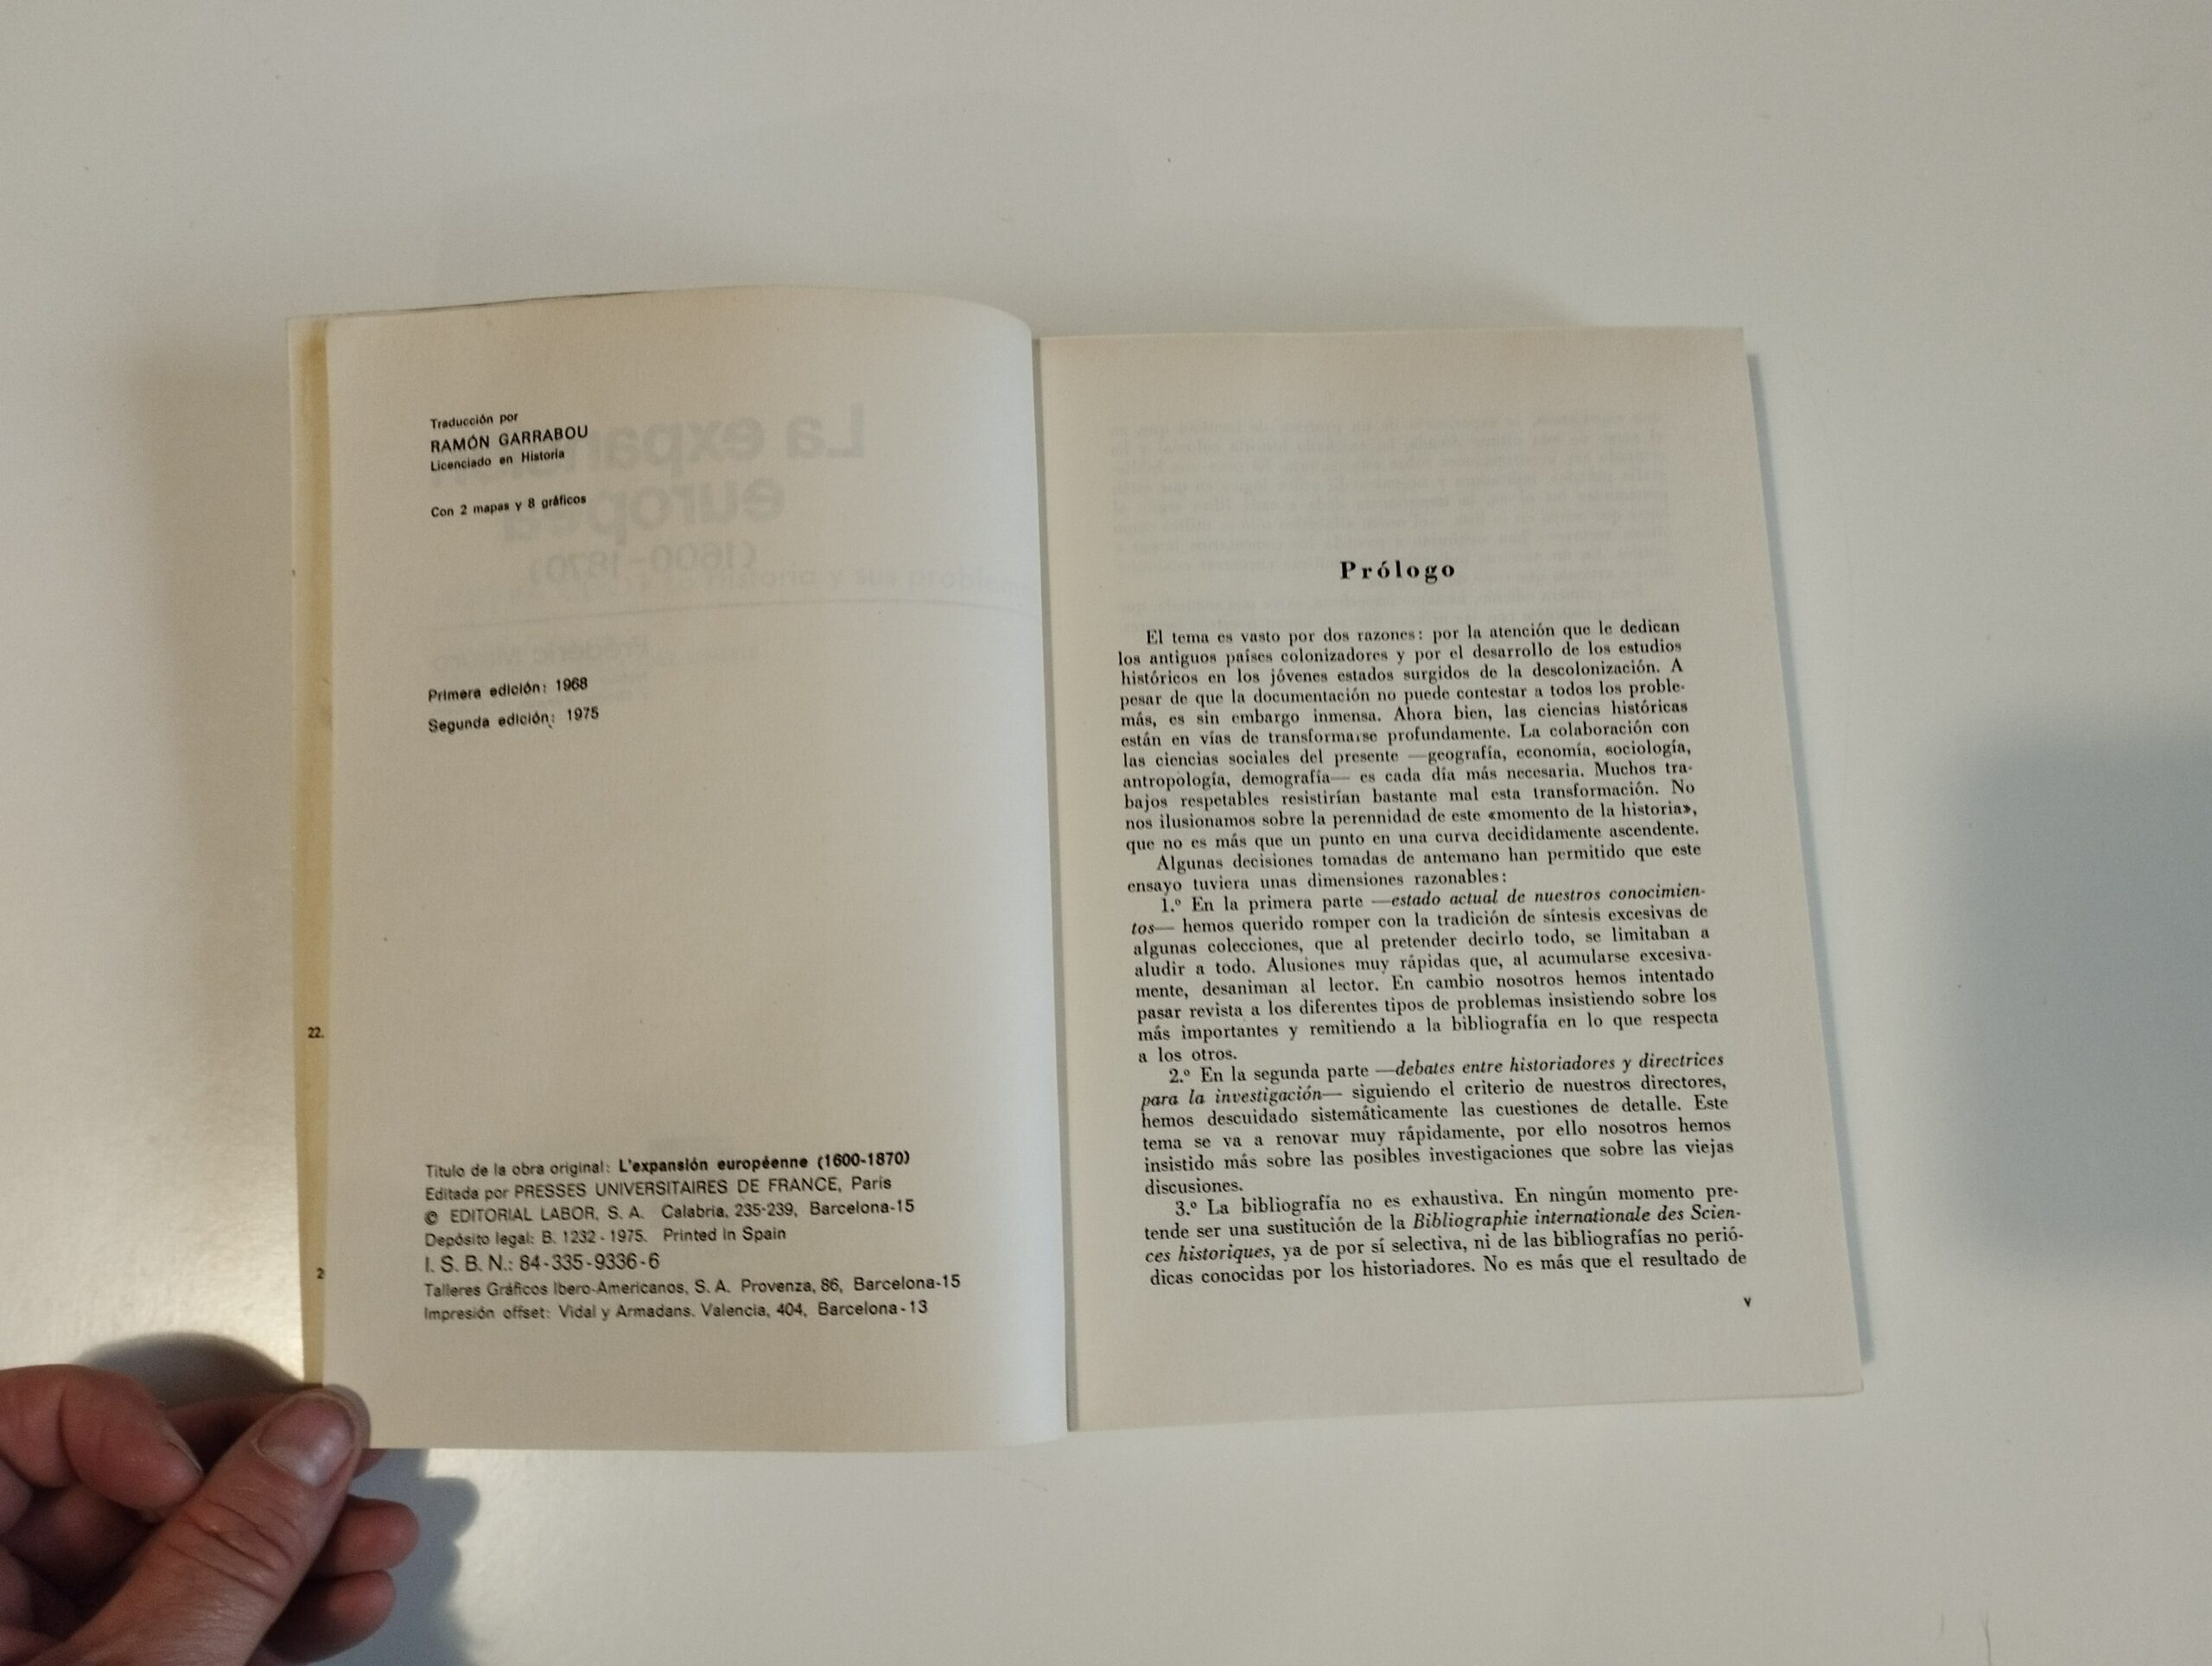 Traducción por
RAMÓN GARRABOU
Licenciado en Historia
Con 2 mapas y 8 gráficos
Primera edición: 1968
Segunda edición: 1975
22.
2
Título de la obra original: L'expansión européenne (1600-1870)
Editada por PRESSES UNIVERSITAIRES DE FRANCE, París
© EDITORIAL LABOR, S. A. Calabria, 235-239, Barcelona-15
Depósito legal: B. 1232 - 1975. Printed in Spain
I. S. B. N.: 84-335-9336-6
Talleres Gráficos Ibero-Americanos, S. A. Provenza, 86, Barcelona-15
Impresión offset: Vidal y Armadans. Valencia, 404, Barcelona-13
Prólogo
El tema es vasto por dos razones: por la atención que le dedican
los antiguos países colonizadores y por el desarrollo de los estudios
históricos en los jóvenes estados surgidos de la descolonización. A
pesar de que la documentación no puede contestar a todos los proble-
más, es sin embargo inmensa. Ahora bien, las ciencias históricas
están en vías de transformarse profundamente. La colaboración con
las ciencias sociales del presente —geografía, economía, sociología,
antropología, demografía— es cada día más necesaria. Muchos tra-
bajos respetables resistirían bastante mal esta transformación. No
nos ilusionamos sobre la perennidad de este «momento de la historia»,
que no es más que un punto en una curva decididamente ascendente.
Algunas decisiones tomadas de antemano han permitido que este
ensayo tuviera unas dimensiones razonables:
1.º En la primera parte —estado actual de nuestros conocimien-
tos— hemos querido romper con la tradición de síntesis excesivas de
algunas colecciones, que al pretender decirlo todo, se limitaban a
aludir a todo. Alusiones muy rápidas que, al acumularse excesiva-
mente, desaniman al lector. En cambio nosotros hemos intentado
pasar revista a los diferentes tipos de problemas insistiendo sobre los
más importantes y remitiendo a la bibliografía en lo que respecta
a los otros.
2.º En la segunda parte —debates entre historiadores y directrices
para la investigación— siguiendo el criterio de nuestros directores,
hemos descuidado sistemáticamente las cuestiones de detalle. Este
tema se va a renovar muy rápidamente, por ello nosotros hemos
insistido más sobre las posibles investigaciones que sobre las viejas
discusiones.
3.º La bibliografía no es exhaustiva. En ningún momento pre-
tende ser una sustitución de la Bibliographie internationale des Scien-
ces historiques, ya de por sí selectiva, ni de las bibliografías no perió-
dicas conocidas por los historiadores. No es más que el resultado de
V